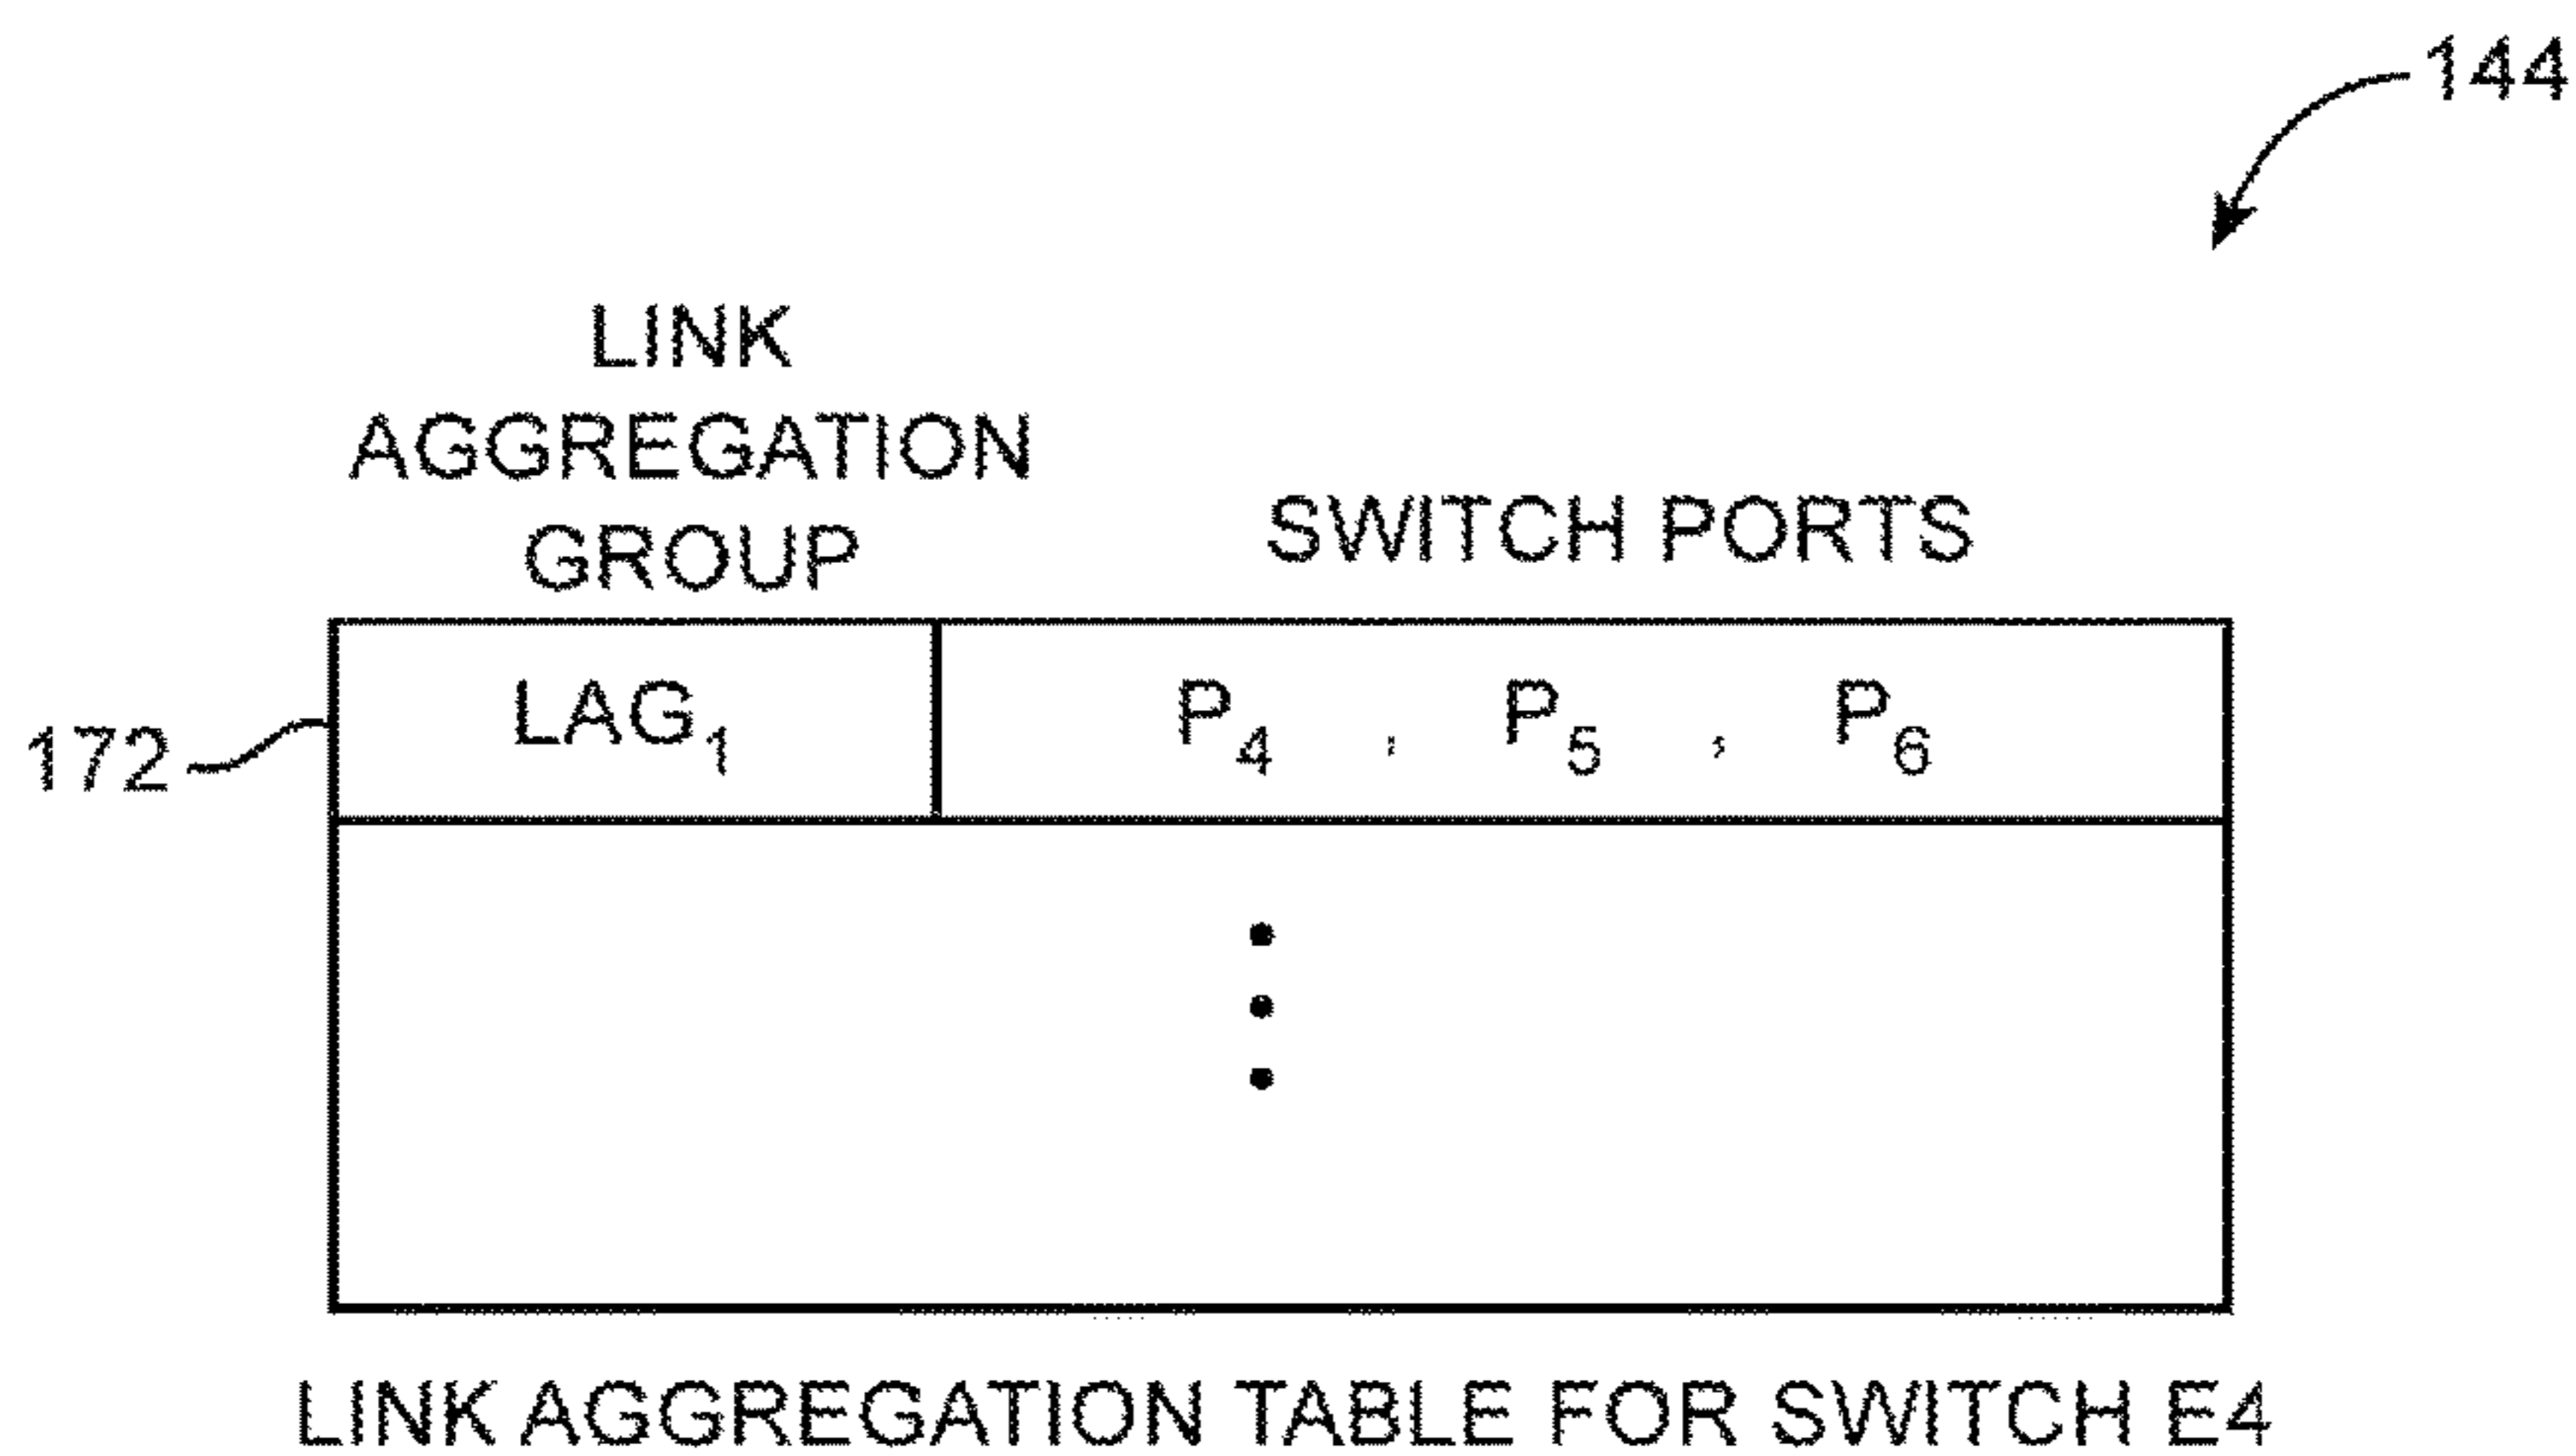 144
LINK
AGGREGATION
GROUP
SWITCH PORTS
172
LAG₁
P₄ , P₅ , P₆
LINK AGGREGATION TABLE FOR SWITCH E4